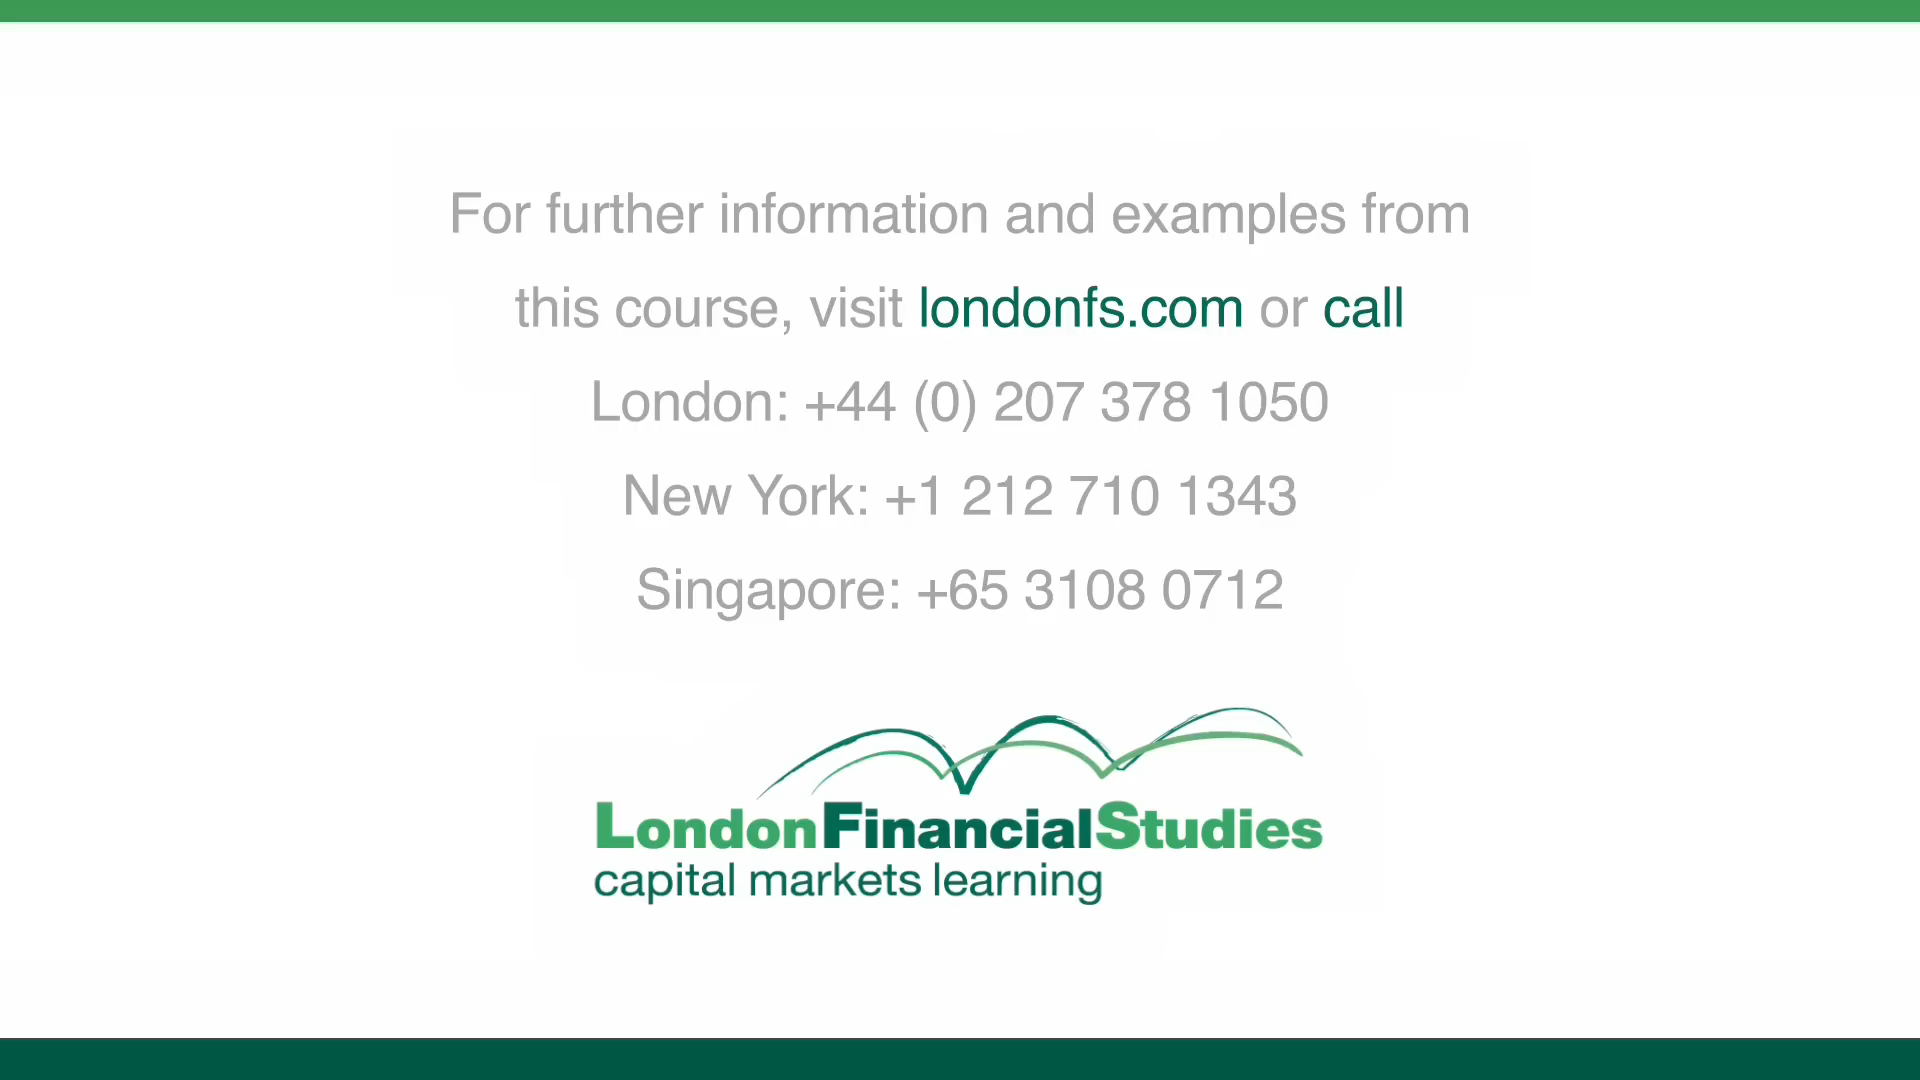 For further information and examples from
this course, visit londonfs.com or call
London: +44 (0) 207 378 1050
New York: +1 212 710 1343
Singapore: +65 3108 0712
LondonFinancialStudies
capital markets learning